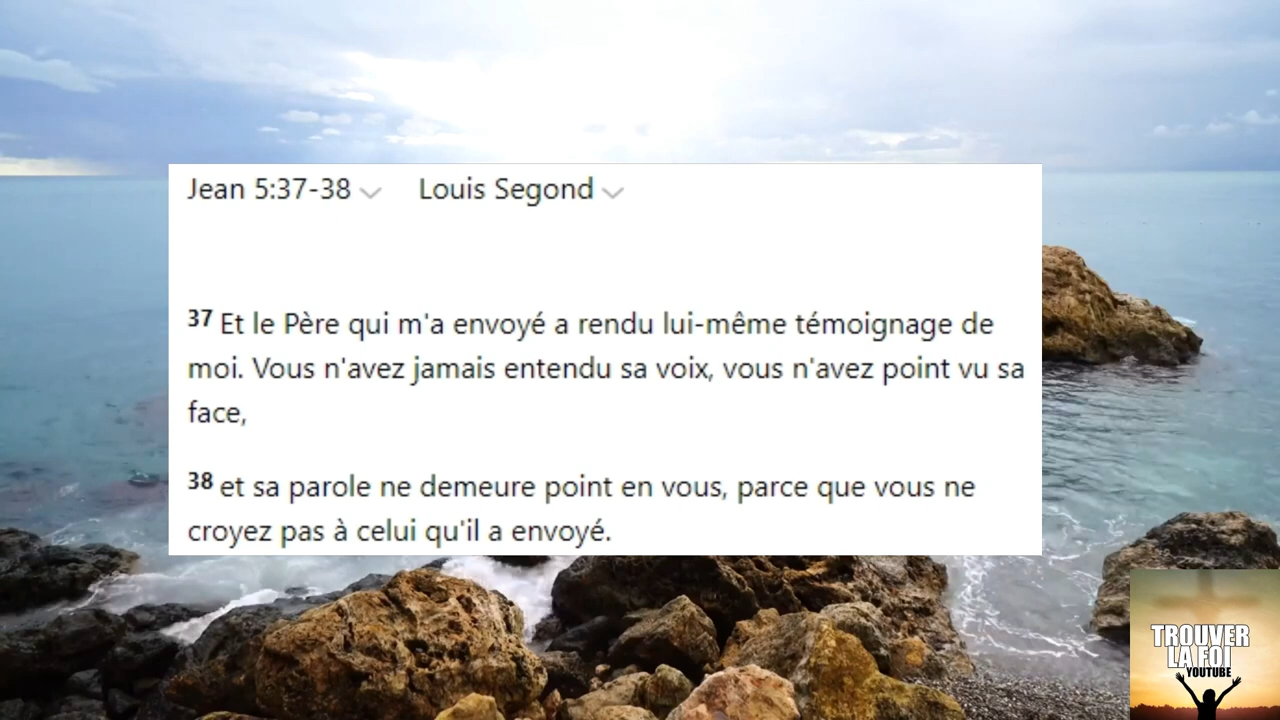 Jean 5:37-38 Louis Segond
37 Et le Père qui m'a envoyé a rendu lui-même témoignage de
moi. Vous n'avez jamais entendu sa voix, vous n'avez point vu sa
face,
38 et sa parole ne demeure point en vous, parce que vous ne
croyez pas à celui qu'il a envoyé.
TROUVER
LA FOI
YOUTUBE